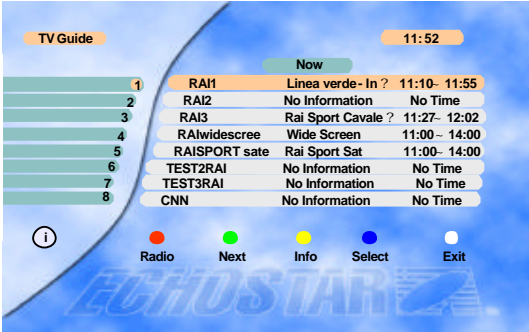 TV Guide 11:52
Now
1 RAI1 Linea verde- In ? 11:10~ 11:55
2 RAI2 No Information No Time
3 RAI3 Rai Sport Cavale ? 11:27~ 12:02
4 RAIwidescree Wide Screen 11:00~ 14:00
5 RAISPORT sate Rai Sport Sat 11:00~ 14:00
6 TEST2RAI No Information No Time
7 TEST3RAI No Information No Time
8 CNN No Information No Time
i
Radio Next Info Select Exit
ECHOSTAR